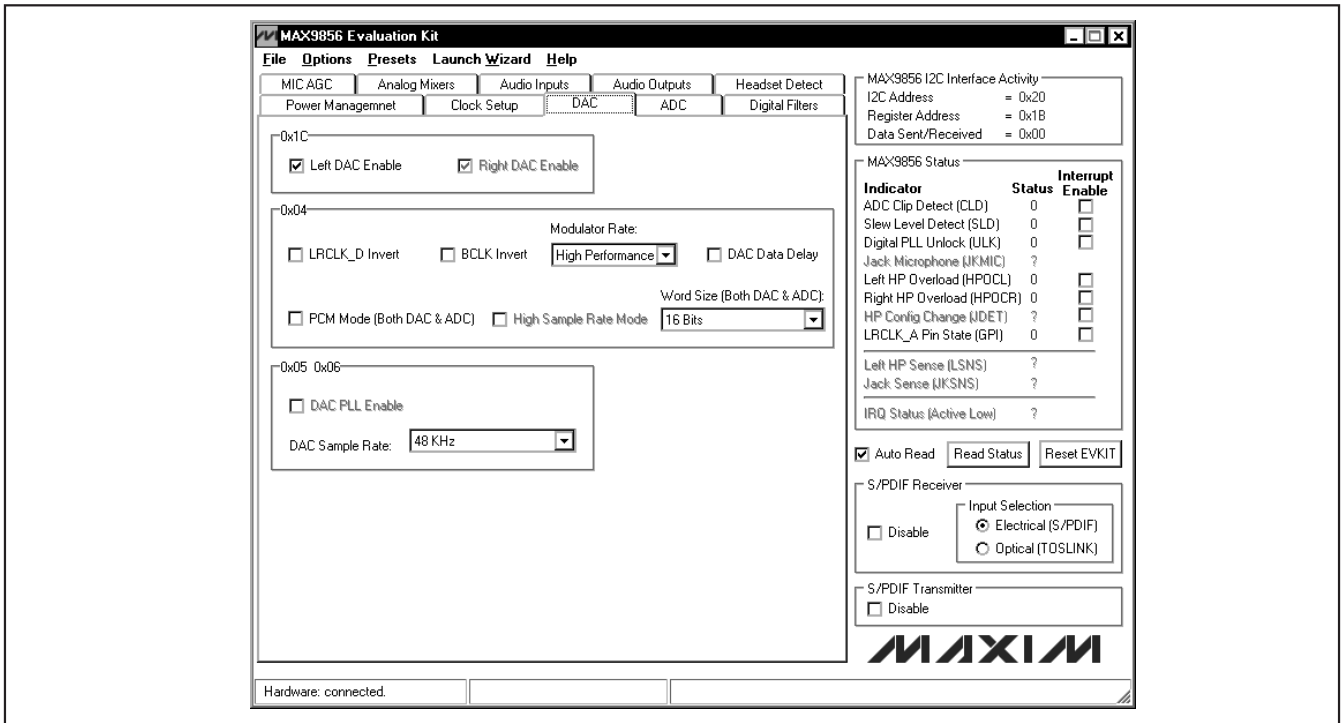 MAX9856 Evaluation Kit
File Options Presets Launch Wizard Help
MIC AGC Analog Mixers Audio Inputs Audio Outputs Headset Detect
Power Managemnet Clock Setup DAC ADC Digital Filters
0x1C
Left DAC Enable Right DAC Enable
0x04
Modulator Rate:
LRCLK_D Invert BCLK Invert High Performance DAC Data Delay
Word Size (Both DAC & ADC):
PCM Mode (Both DAC & ADC) High Sample Rate Mode 16 Bits
0x05 0x06
DAC PLL Enable
DAC Sample Rate: 48 KHz
MAX9856 I2C Interface Activity
I2C Address = 0x20
Register Address = 0x1B
Data Sent/Received = 0x00
MAX9856 Status
Interrupt
Indicator Status Enable
ADC Clip Detect (CLD) 0
Slew Level Detect (SLD) 0
Digital PLL Unlock (ULK) 0
Jack Microphone (JKMIC) ?
Left HP Overload (HPOCL) 0
Right HP Overload (HPOCR) 0
HP Config Change (JDET) ?
LRCLK_A Pin State (GPI) 0
Left HP Sense (LSNS) ?
Jack Sense (JKSNS) ?
IRQ Status (Active Low) ?
Auto Read Read Status Reset EVKIT
S/PDIF Receiver
Input Selection
Disable
Electrical (S/PDIF)
Optical (TOSLINK)
S/PDIF Transmitter
Disable
MAXIM
Hardware: connected.